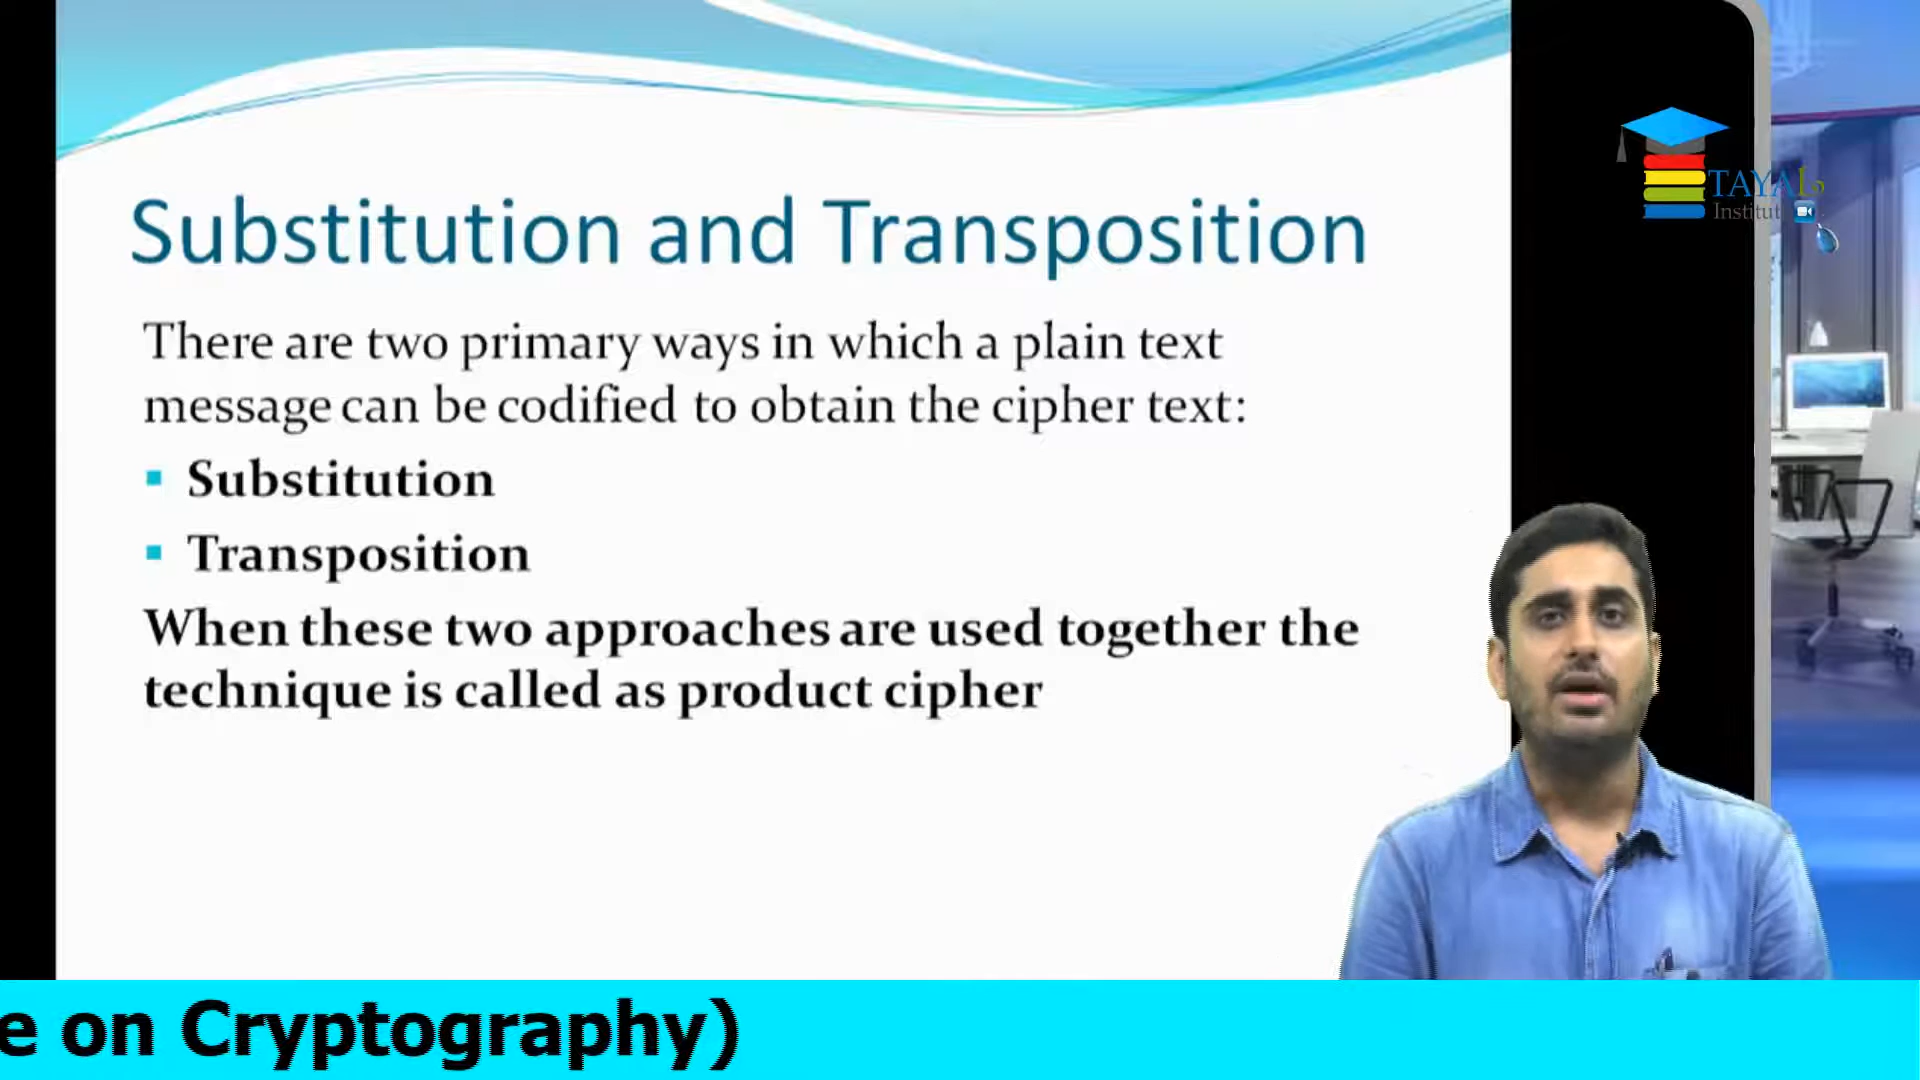 TAYAL
Institute
Substitution and Transposition
There are two primary ways in which a plain text
message can be codified to obtain the cipher text:
Substitution
Transposition
When these two approaches are used together the
technique is called as product cipher
e on Cryptography)